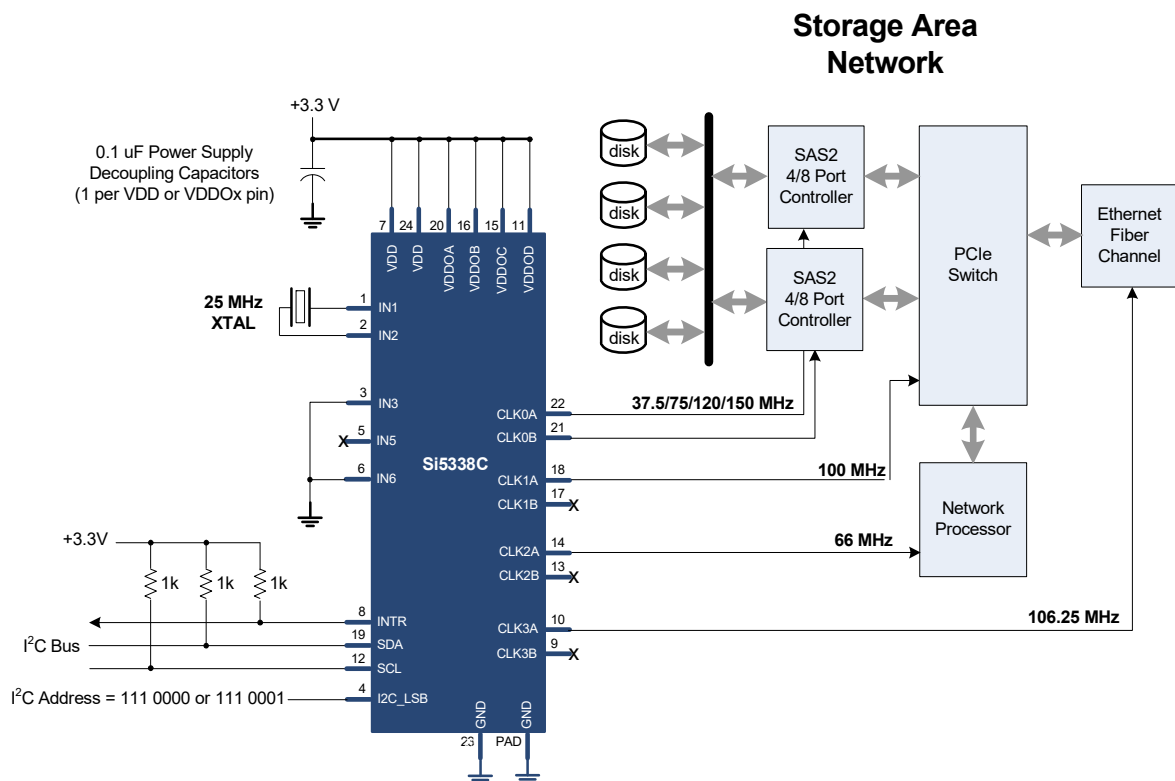 Storage Area
Network
+3.3 V
0.1 uF Power Supply
Decoupling Capacitors
(1 per VDD or VDDOx pin)
7
24
20
16
15
11
VDD
VDD
VDDOA
VDDOB
VDDOC
VDDOD
25 MHz
XTAL
1
IN1
2
IN2
3
IN3
5
X
IN5
6
IN6
Si5338C
22
CLK0A
21
CLK0B
18
CLK1A
17
CLK1B
X
14
CLK2A
13
CLK2B
X
10
CLK3A
9
CLK3B
X
+3.3V
1k
1k
1k
8
INTR
I2C Bus
19
SDA
12
SCL
I2C Address = 111 0000 or 111 0001
4
I2C_LSB
GND
GND
23
PAD
disk
disk
disk
disk
SAS2
4/8 Port
Controller
SAS2
4/8 Port
Controller
PCIe
Switch
Ethernet
Fiber
Channel
Network
Processor
37.5/75/120/150 MHz
100 MHz
66 MHz
106.25 MHz